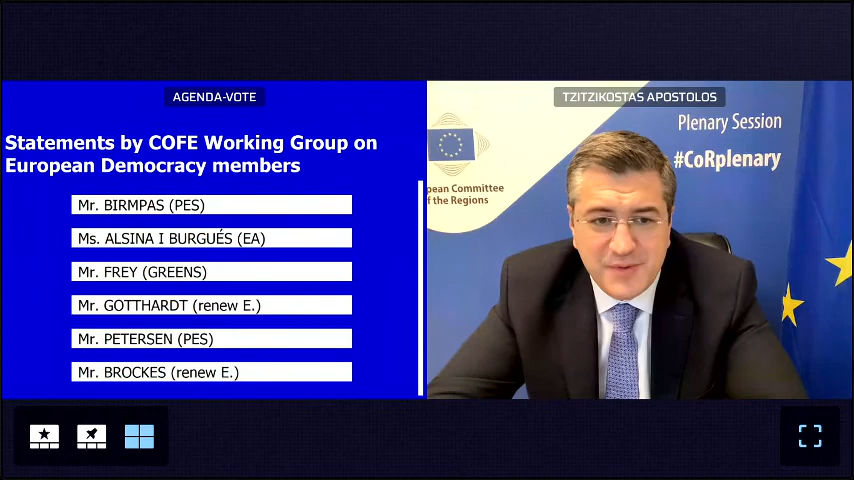 AGENDA-VOTE
Statements by COFE Working Group on
European Democracy members
Mr. BIRMPAS (PES)
Ms. ALSINA I BURGUÉS (EA)
Mr. FREY (GREENS)
Mr. GOTTHARDT (renew E.)
Mr. PETERSEN (PES)
Mr. BROCKES (renew E.)
TZITZIKOSTAS APOSTOLOS
Plenary Session
#CoRplenary
pean Committee
f the Regions